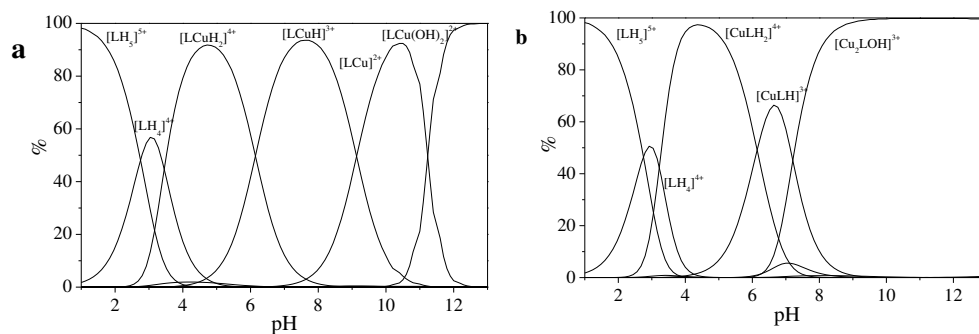 a
[LH5]5+
[LCuH2]4+
[LCuH]3+
[LCu(OH)2]2+
[LCu]2+
[LH4]4+
100
80
60
40
20
0
%
2 4 6 8 10 12
pH
b
[LH5]5+
[CuLH2]4+
[Cu2LOH]3+
[CuLH]3+
[LH4]4+
100
80
60
40
20
0
%
2 4 6 8 10 12
pH